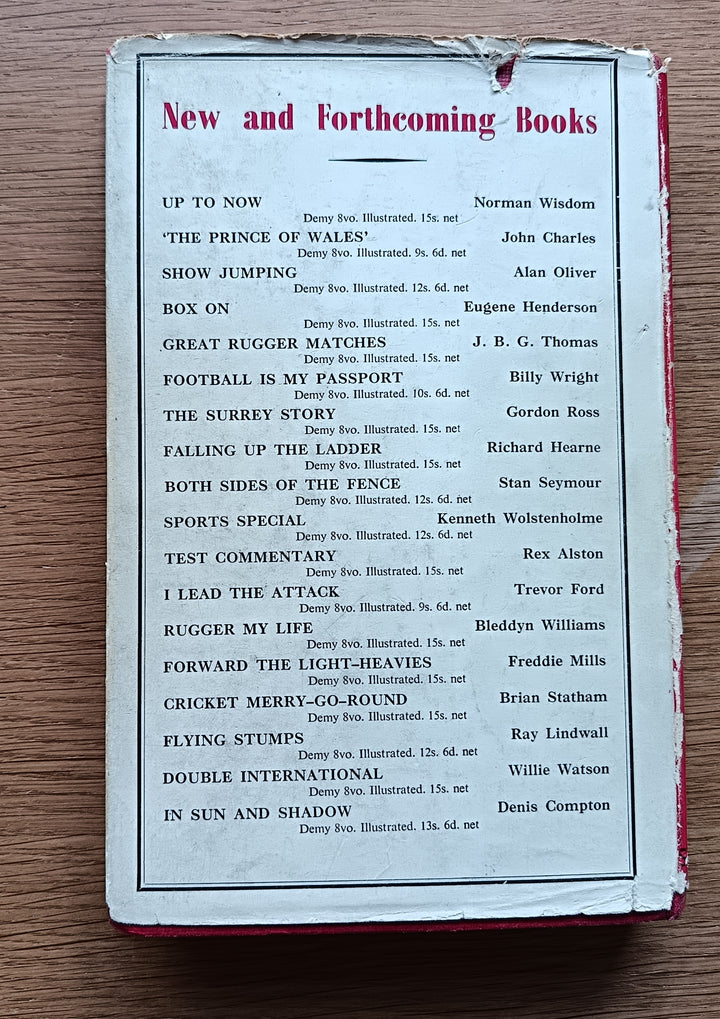 New and Forthcoming Books
UP TO NOW Norman Wisdom
Demy 8vo. Illustrated. 15s. net
'THE PRINCE OF WALES' John Charles
Demy 8vo. Illustrated. 9s. 6d. net
SHOW JUMPING Alan Oliver
Demy 8vo. Illustrated. 12s. 6d. net
BOX ON Eugene Henderson
Demy 8vo. Illustrated. 15s. net
GREAT RUGGER MATCHES J. B. G. Thomas
Demy 8vo. Illustrated. 15s. net
FOOTBALL IS MY PASSPORT Billy Wright
Demy 8vo. Illustrated. 10s. 6d. net
THE SURREY STORY Gordon Ross
Demy 8vo. Illustrated. 15s. net
FALLING UP THE LADDER Richard Hearne
Demy 8vo. Illustrated. 15s. net
BOTH SIDES OF THE FENCE Stan Seymour
Demy 8vo. Illustrated. 12s. 6d. net
SPORTS SPECIAL Kenneth Wolstenholme
Demy 8vo. Illustrated. 12s. 6d. net
TEST COMMENTARY Rex Alston
Demy 8vo. Illustrated. 15s. net
I LEAD THE ATTACK Trevor Ford
Demy 8vo. Illustrated. 9s. 6d. net
RUGGER MY LIFE Bleddyn Williams
Demy 8vo. Illustrated. 15s. net
FORWARD THE LIGHT–HEAVIES Freddie Mills
Demy 8vo. Illustrated. 15s. net
CRICKET MERRY–GO–ROUND Brian Statham
Demy 8vo. Illustrated. 15s. net
FLYING STUMPS Ray Lindwall
Demy 8vo. Illustrated. 12s. 6d. net
DOUBLE INTERNATIONAL Willie Watson
Demy 8vo. Illustrated. 15s. net
IN SUN AND SHADOW Denis Compton
Demy 8vo. Illustrated. 13s. 6d. net